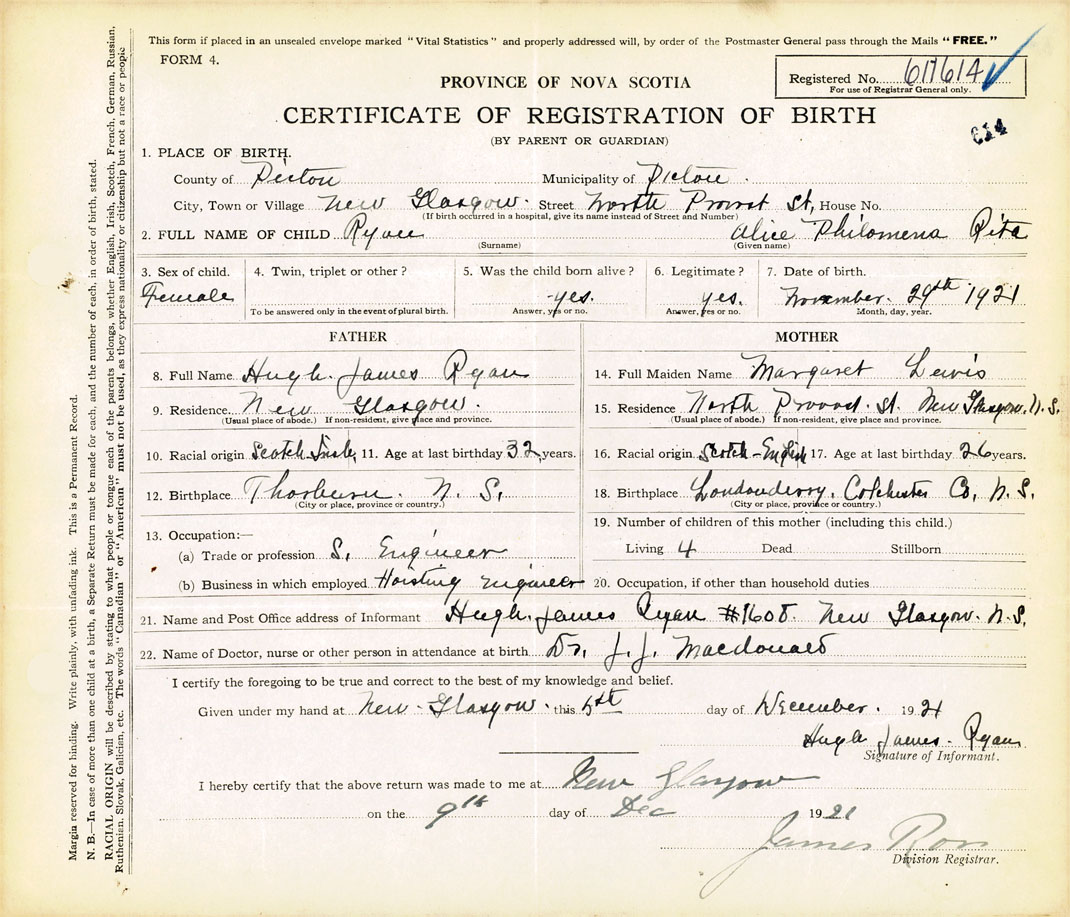 This form if placed in an unsealed envelope marked "Vital Statistics" and properly addressed will, by order of the Postmaster General pass through the Mails "FREE."
FORM 4.
Registered No. 611614
For use of Registrar General only.
PROVINCE OF NOVA SCOTIA
CERTIFICATE OF REGISTRATION OF BIRTH
614
(BY PARENT OR GUARDIAN)
1. PLACE OF BIRTH.
County of Pictou Municipality of Pictou.
City, Town or Village New Glasgow. Street North Provost St, House No.
(If birth occurred in a hospital, give its name instead of Street and Number)
2. FULL NAME OF CHILD Ryan Alice Philomena Rita
(Surname) (Given name)
3. Sex of child. 4. Twin, triplet or other? 5. Was the child born alive? 6. Legitimate? 7. Date of birth.
Female yes. yes. November. 29th 1921
To be answered only in the event of plural birth. Answer, yes or no. Answer, yes or no. Month, day, year.
FATHER MOTHER
8. Full Name Hugh. James Ryan 14. Full Maiden Name Margaret Lewis
9. Residence New Glasgow. 15. Residence North Provost. St. New Glasgow. N.S.
(Usual place of abode.) If non-resident, give place and province. (Usual place of abode.) If non-resident, give place and province.
10. Racial origin Scotch-Irish 11. Age at last birthday 32 years. 16. Racial origin Scotch-English 17. Age at last birthday 26 years.
12. Birthplace Thorburn. N.S. 18. Birthplace Londonderry. Colchester Co. N.S.
(City or place, province or country.) (City or place, province or country.)
13. Occupation:— 19. Number of children of this mother (including this child.)
(a) Trade or profession S. Engineer Living 4 Dead Stillborn
(b) Business in which employed Hoisting Engineer 20. Occupation, if other than household duties
21. Name and Post Office address of Informant Hugh. James Ryan New Glasgow. N.S.
22. Name of Doctor, nurse or other person in attendance at birth Dr. J. J. Macdonald
I certify the foregoing to be true and correct to the best of my knowledge and belief.
Given under my hand at New-Glasgow. this 5th day of December. 1921
Hugh James. Ryan
Signature of Informant.
I hereby certify that the above return was made to me at New Glasgow
on the 9th day of Dec 1921
James Ross
Division Registrar.
Margin reserved for binding. Write plainly, with unfading ink. This is a Permanent Record.
N. B.—In case of more than one child at a birth, a Separate Return must be made for each, and the number of each, in order of birth, stated.
RACIAL ORIGIN will be described by stating to what people or tongue each of the parents belongs, whether English, Irish, Scotch, French, German, Russian,
Ruthenian, Slovak, Galician, etc. The words "Canadian" or "American" must not be used, as they express nationality or citizenship but not a race or people